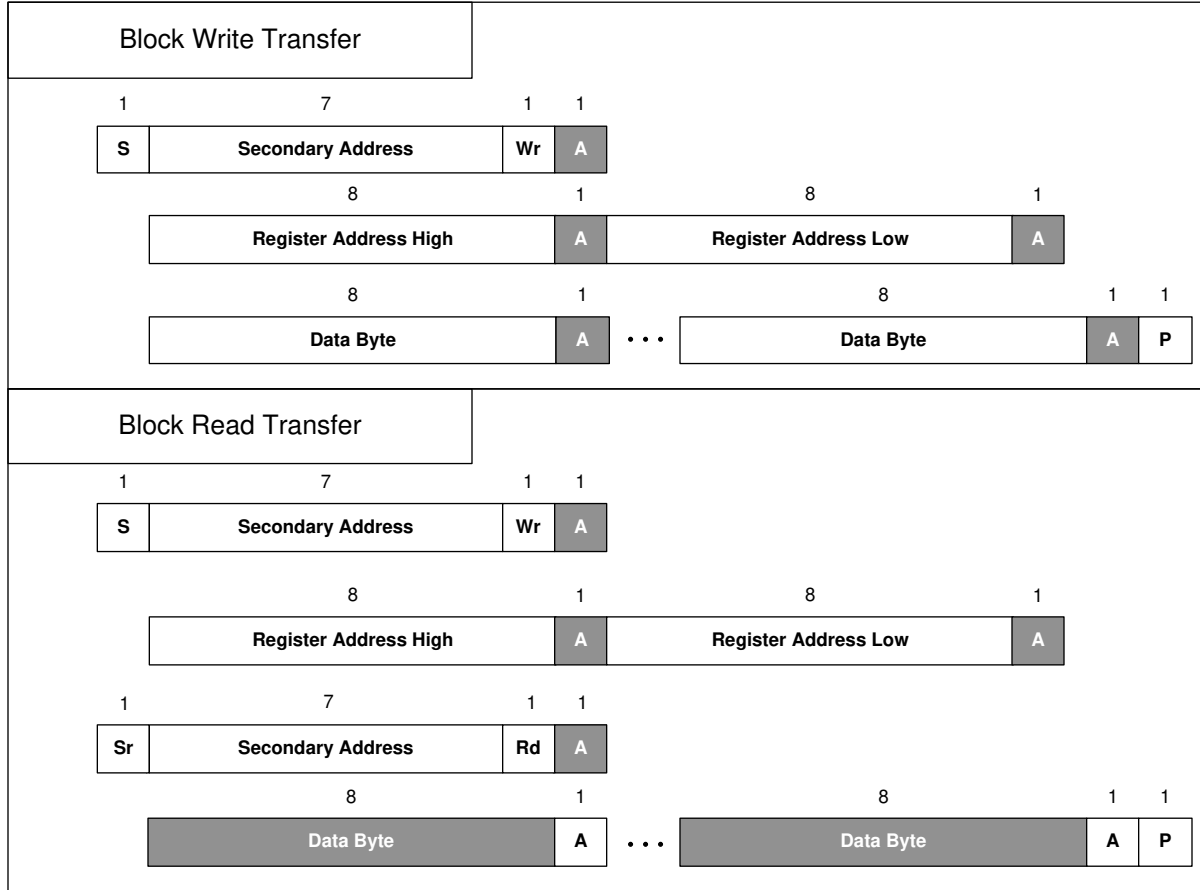 Block Write Transfer
1 7 1 1
S Secondary Address Wr A
8 1 8 1
Register Address High A Register Address Low A
8 1 8 1 1
Data Byte A • • • Data Byte A P
Block Read Transfer
1 7 1 1
S Secondary Address Wr A
8 1 8 1
Register Address High A Register Address Low A
1 7 1 1
Sr Secondary Address Rd A
8 1 8 1 1
Data Byte A • • • Data Byte A P